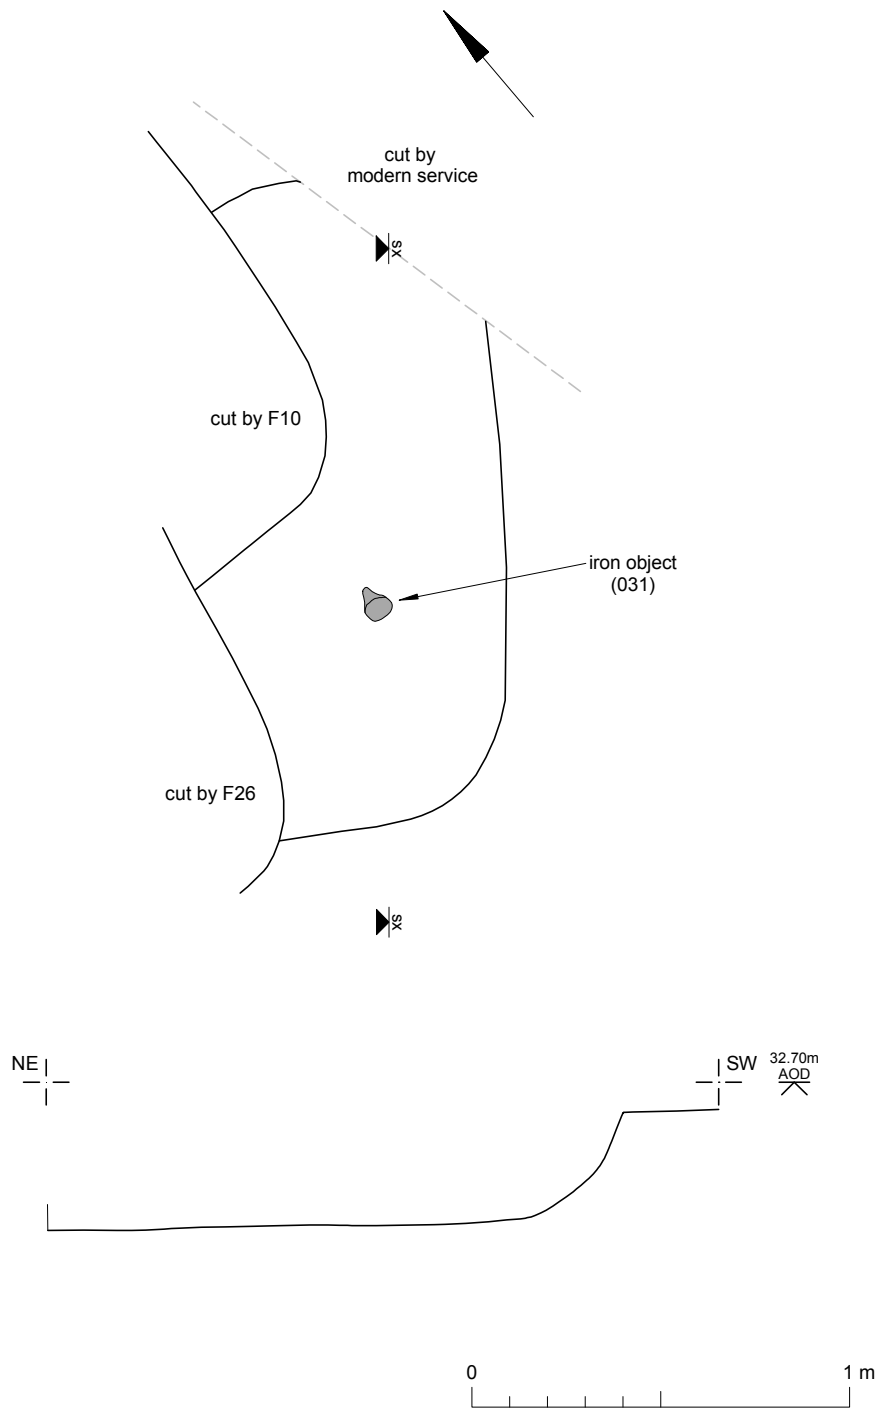 cut by
modern service
sx
cut by F10
iron object
(031)
cut by F26
sx
NE
SW
32.70m
AOD
0
1 m